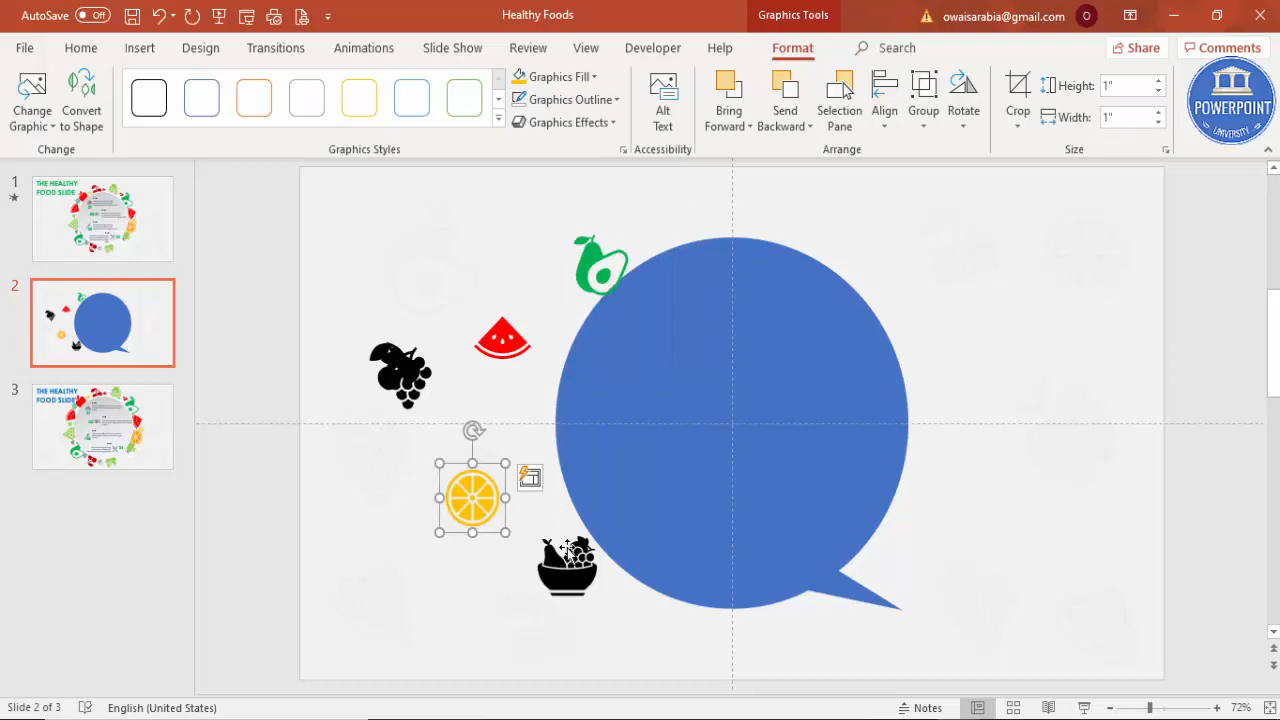 AutoSave Off Healthy Foods Graphics Tools owaisarabia@gmail.com O
File Home Insert Design Transitions Animations Slide Show Review View Developer Help Format Search Share Comments
Change Graphic
Convert to Shape
Change
Graphics Fill
Graphics Outline
Graphics Effects
Graphics Styles
Alt Text
Accessibility
Bring Forward
Send Backward
Selection Pane
Align
Group
Rotate
Arrange
Crop
Height: 1"
Width: 1"
Size
POWERPOINT
UNIVERSITY
1
THE HEALTHY
FOOD SLIDE
2
3
THE HEALTHY
FOOD SLIDE
Slide 2 of 3 English (United States) Notes 72%